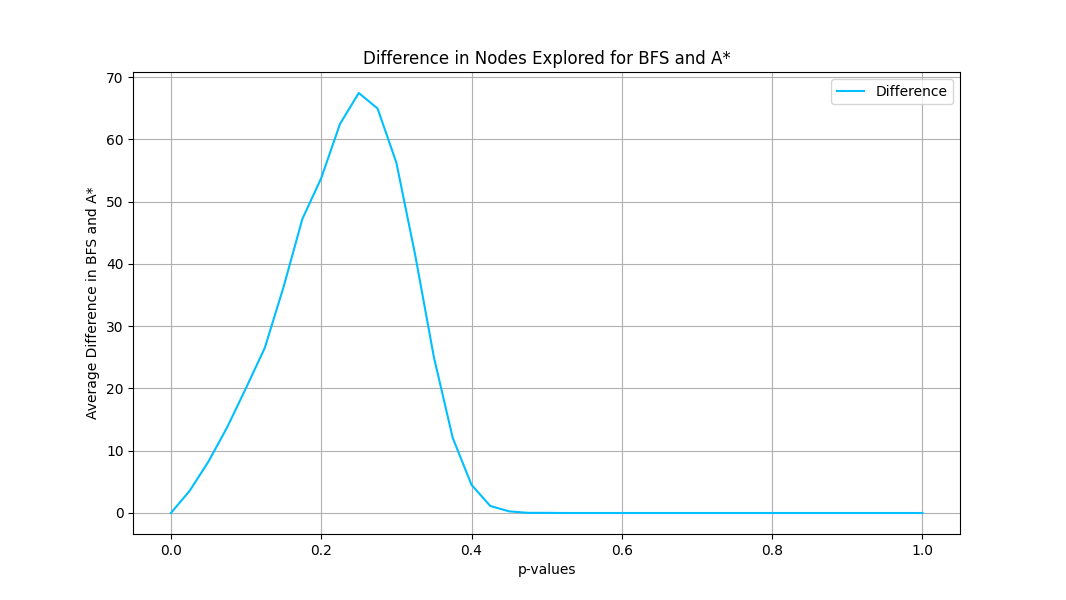 Difference in Nodes Explored for BFS and A*
Difference
Average Difference in BFS and A*
70
60
50
40
30
20
10
0
0.0 0.2 0.4 0.6 0.8 1.0
p-values